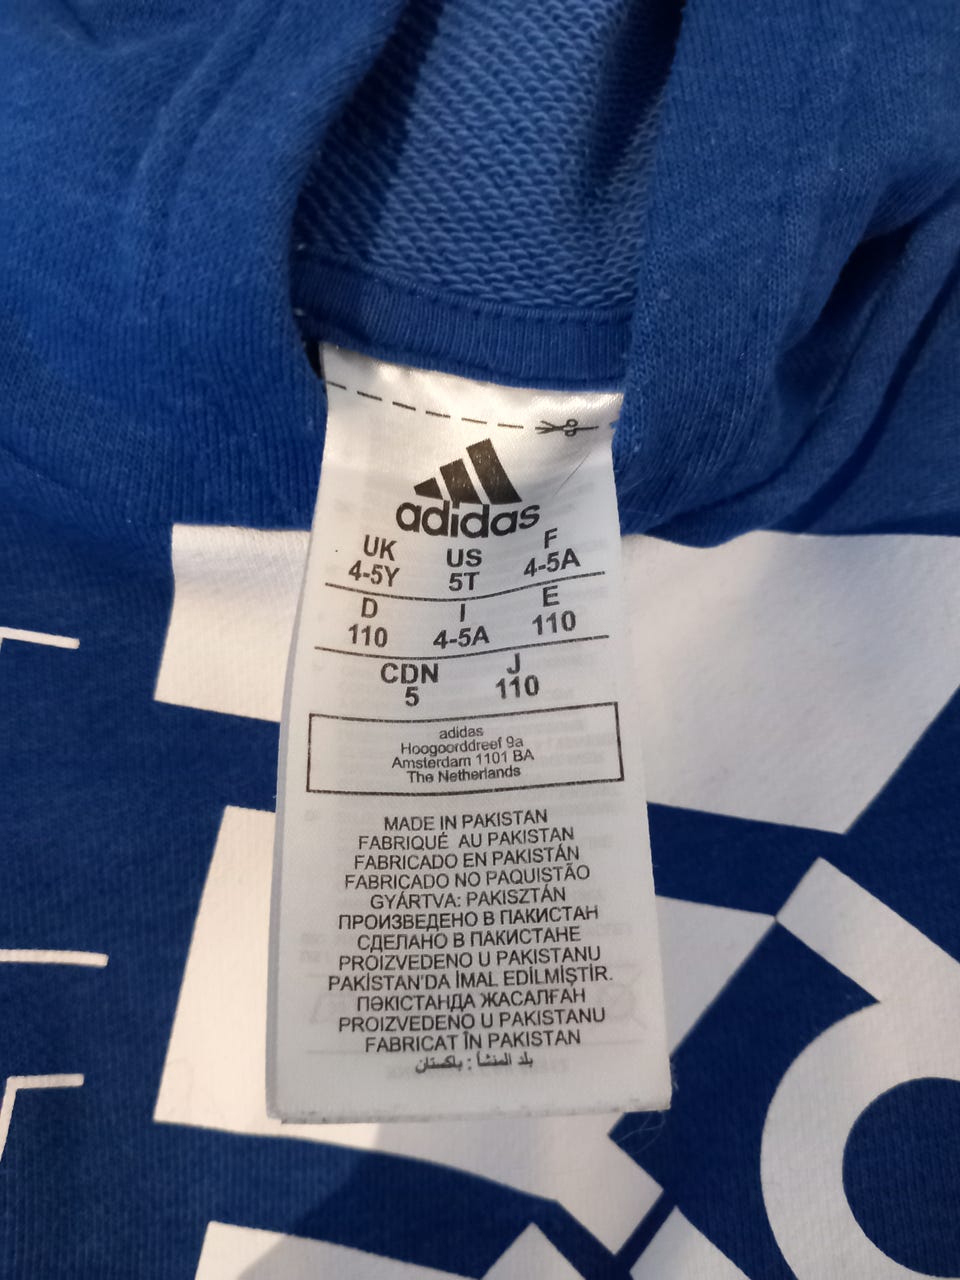 adidas
UK US F
4-5Y 5T 4-5A
D I E
110 4-5A 110
CDN J
5 110
adidas
Hoogoorddreef 9a
Amsterdam 1101 BA
The Netherlands
MADE IN PAKISTAN
FABRIQUÉ AU PAKISTAN
FABRICADO EN PAKISTÁN
FABRICADO NO PAQUISTÃO
GYÁRTVA: PAKISZTÁN
ПРОИЗВЕДЕНО В ПАКИСТАН
СДЕЛАНО В ПАКИСТАНЕ
PROIZVEDENO U PAKISTANU
PAKİSTAN'DA İMAL EDİLMİŞTİR.
ПӘКІСТАНДА ЖАСАЛҒАН
PROIZVEDENO U PAKISTANU
FABRICAT ÎN PAKISTAN
بلد المنشأ : باكستان